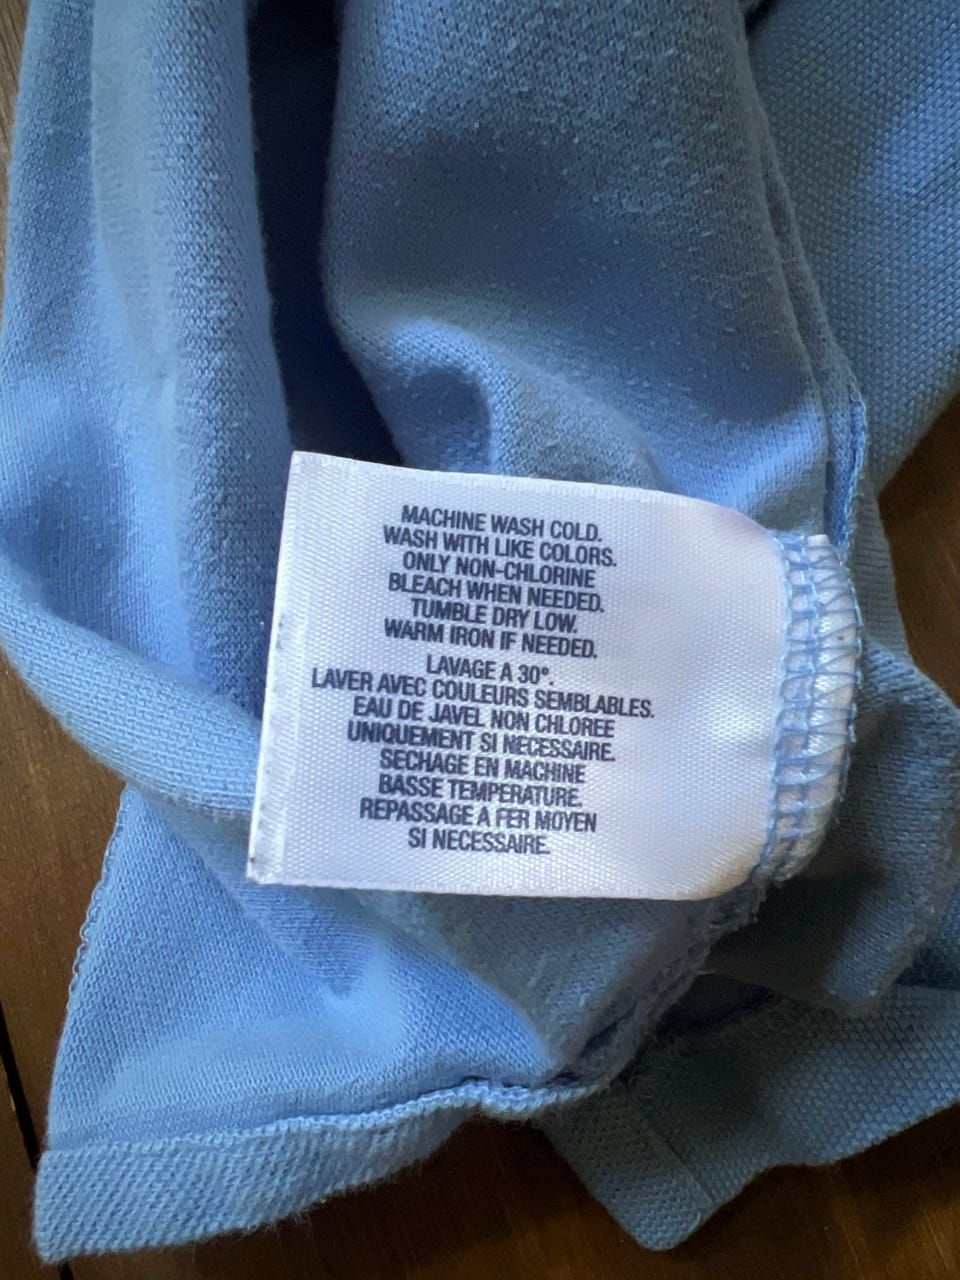 MACHINE WASH COLD.
WASH WITH LIKE COLORS.
ONLY NON-CHLORINE
BLEACH WHEN NEEDED.
TUMBLE DRY LOW.
WARM IRON IF NEEDED.
LAVAGE A 30°.
LAVER AVEC COULEURS SEMBLABLES.
EAU DE JAVEL NON CHLOREE
UNIQUEMENT SI NECESSAIRE.
SECHAGE EN MACHINE
BASSE TEMPERATURE.
REPASSAGE A FER MOYEN
SI NECESSAIRE.